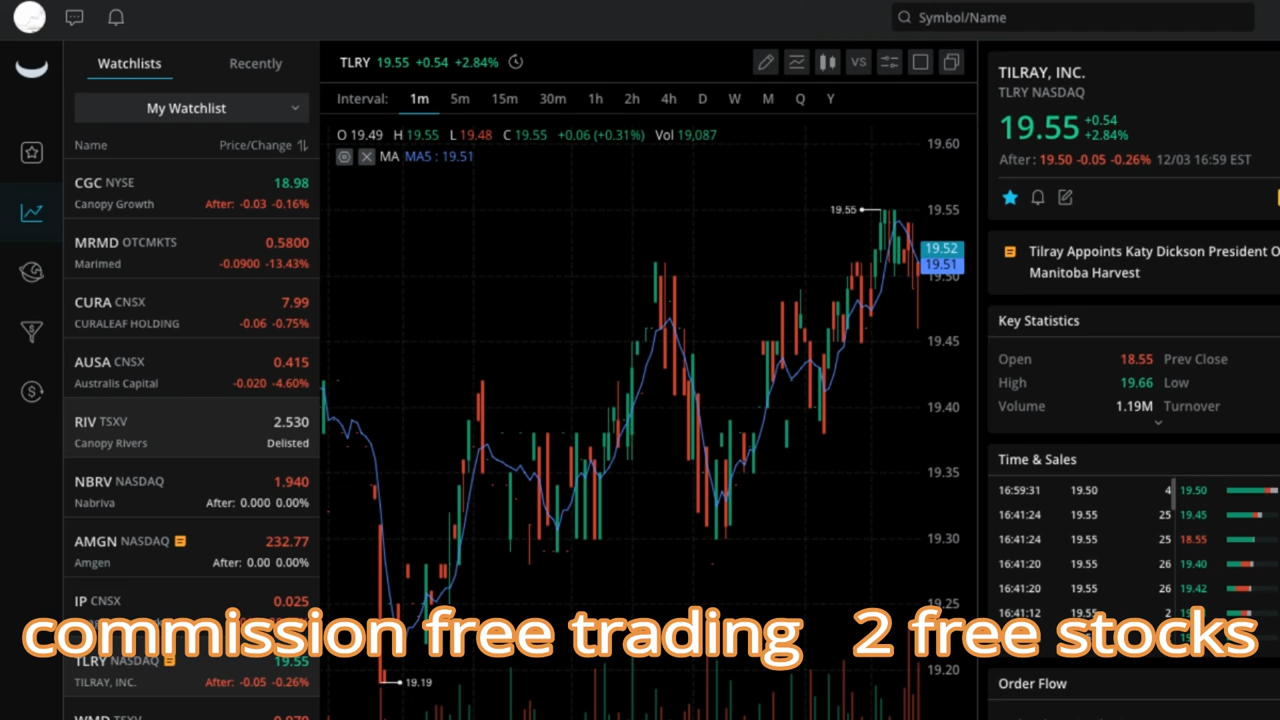 Symbol/Name
Watchlists Recently
My Watchlist
Name Price/Change
CGC NYSE 18.98
Canopy Growth After: -0.03 -0.16%
MRMD OTCMKTS 0.5800
Marimed -0.0900 -13.43%
CURA CNSX 7.99
CURALEAF HOLDING -0.06 -0.75%
AUSA CNSX 0.415
Australis Capital -0.020 -4.60%
RIV TSXV 2.530
Canopy Rivers Delisted
NBRV NASDAQ 1.940
Nabriva After: 0.000 0.00%
AMGN NASDAQ 232.77
Amgen After: 0.00 0.00%
IP CNSX 0.025
TLRY NASDAQ 19.55
TILRAY, INC. After: -0.05 -0.26%
TLRY 19.55 +0.54 +2.84%
VS
Interval: 1m 5m 15m 30m 1h 2h 4h D W M Q Y
O 19.49 H 19.55 L 19.48 C 19.55 +0.06 (+0.31%) Vol 19,087
MA MA5 : 19.51
19.60
19.55
19.55
19.52
19.51
19.50
19.45
19.40
19.35
19.30
19.25
19.20
19.19
TILRAY, INC.
TLRY NASDAQ
19.55 +0.54
+2.84%
After : 19.50 -0.05 -0.26% 12/03 16:59 EST
Tilray Appoints Katy Dickson President O
Manitoba Harvest
Key Statistics
Open 18.55 Prev Close
High 19.66 Low
Volume 1.19M Turnover
Time & Sales
16:59:31 19.50 4 19.50
16:41:24 19.55 25 19.45
16:41:24 19.55 25 18.55
16:41:20 19.55 26 19.40
16:41:20 19.55 26 19.42
16:41:12 19.55 2
commission free trading 2 free stocks
Order Flow